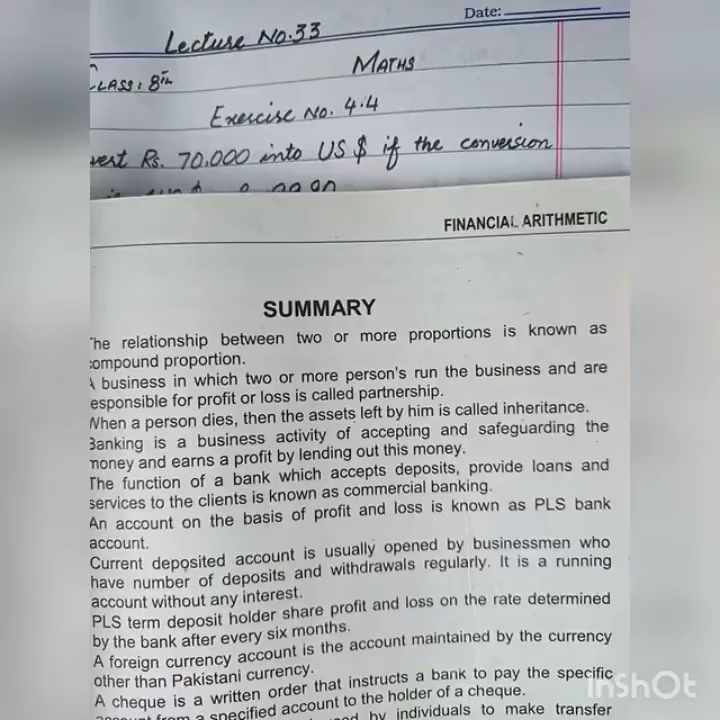 Date:
Lecture No.33
CLASS: 8th
MATHS
Exercise No. 4.4
vert Rs. 70,000 into US $ if the conversion
FINANCIAL ARITHMETIC
SUMMARY
The relationship between two or more proportions is known as
compound proportion.
A business in which two or more person's run the business and are
esponsible for profit or loss is called partnership.
When a person dies, then the assets left by him is called inheritance.
Banking is a business activity of accepting and safeguarding the
money and earns a profit by lending out this money.
The function of a bank which accepts deposits, provide loans and
services to the clients is known as commercial banking.
An account on the basis of profit and loss is known as PLS bank
account.
Current deposited account is usually opened by businessmen who
have number of deposits and withdrawals regularly. It is a running
account without any interest.
PLS term deposit holder share profit and loss on the rate determined
by the bank after every six months.
A foreign currency account is the account maintained by the currency
other than Pakistani currency.
A cheque is a written order that instructs a bank to pay the specific
from a specified account to the holder of a cheque.
by individuals to make transfer
InShOt